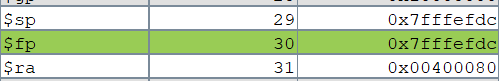 $sp 29 0x7fffefdc
$fp 30 0x7fffefdc
$ra 31 0x00400080